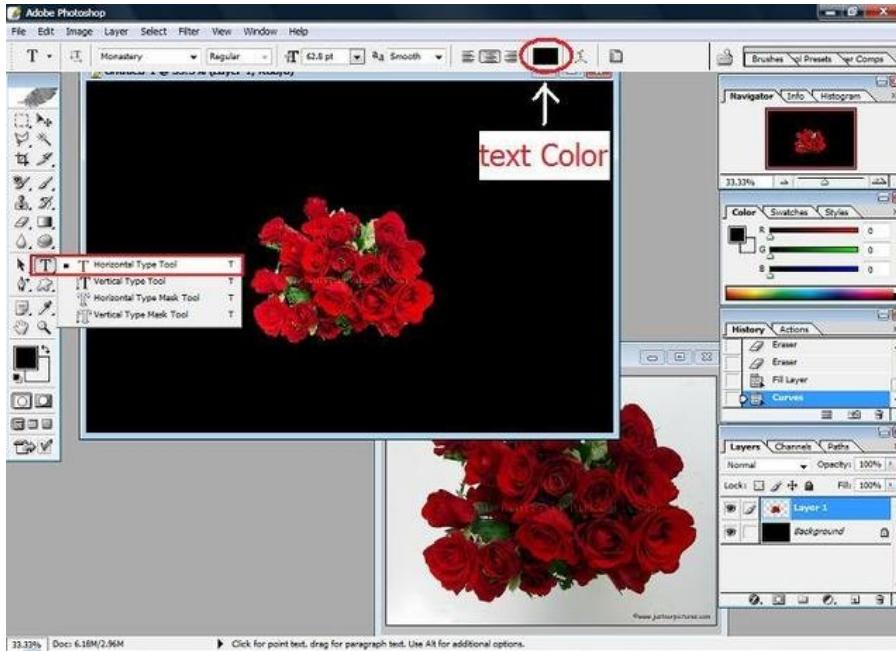 Adobe Photoshop
File Edit Image Layer Select Filter View Window Help
T Monastery Regular T 62.8 pt aa Smooth
Brushes
Presets
Comps
text Color
Navigator Info Histogram
33.33%
Color Swatches Styles
R 0
G 0
B 0
T Horizontal Type Tool T
T Vertical Type Tool T
Horizontal Type Mask Tool T
Vertical Type Mask Tool T
History Actions
Eraser
Eraser
Fill Layer
Curves
Layers Channels Paths
Normal Opacity: 100%
Lock: Fill: 100%
Layer 1
Background
33.33% Doc: 6.18M/2.96M Click for point text, drag for paragraph text. Use Alt for additional options.